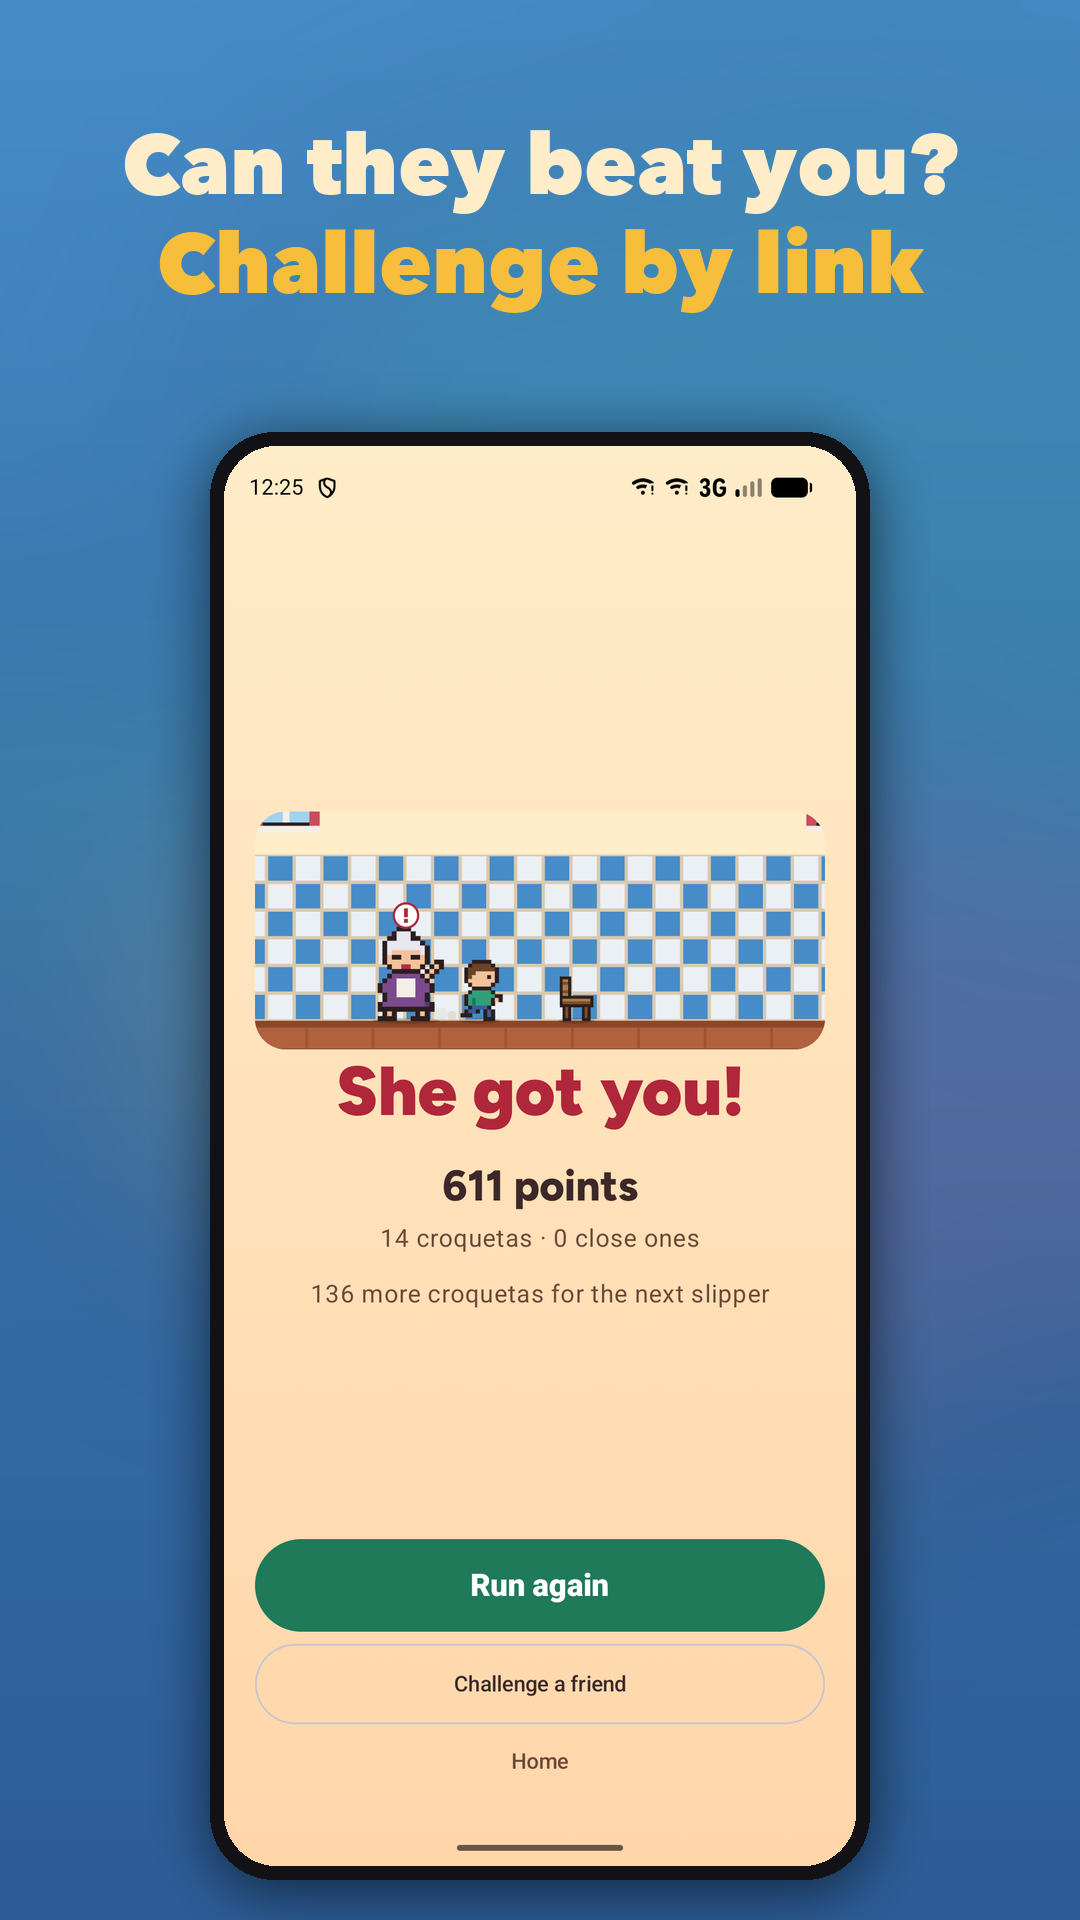 Can they beat you?
Challenge by link
12:25 3G
!
She got you!
611 points
14 croquetas · 0 close ones
136 more croquetas for the next slipper
Run again
Challenge a friend
Home